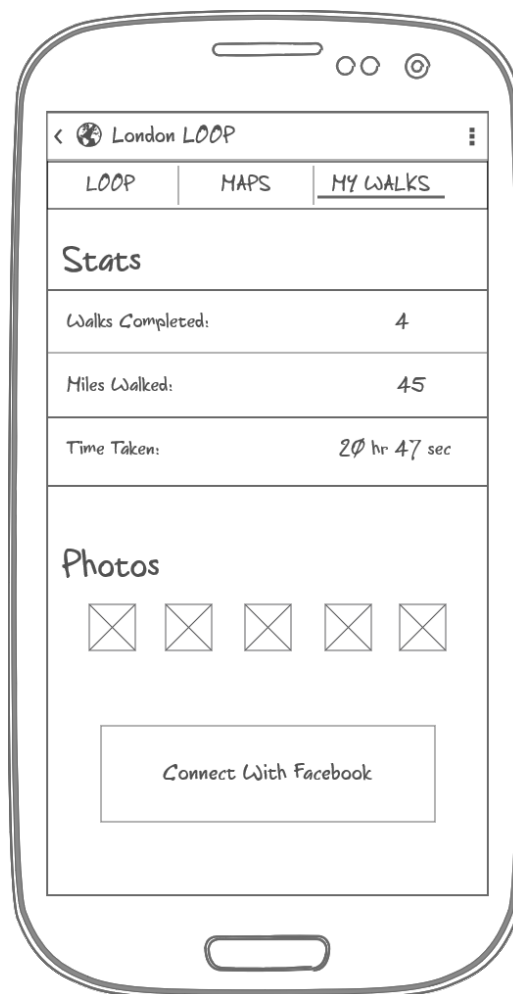 London LOOP
LOOP MAPS MY WALKS
Stats
Walks Completed: 4
Miles Walked: 45
Time Taken: 20 hr 47 sec
Photos
Connect With Facebook